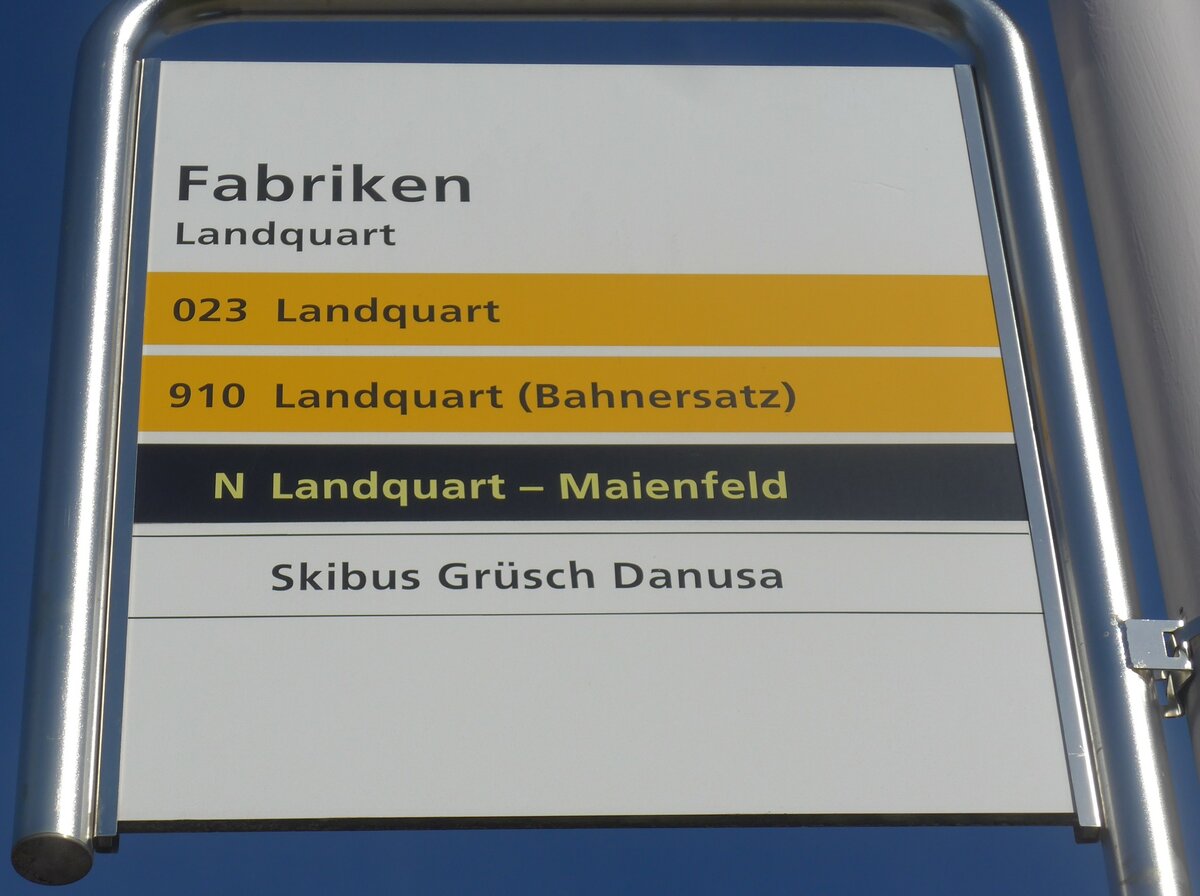 Fabriken
Landquart
023 Landquart
910 Landquart (Bahnersatz)
N Landquart – Maienfeld
Skibus Grüsch Danusa